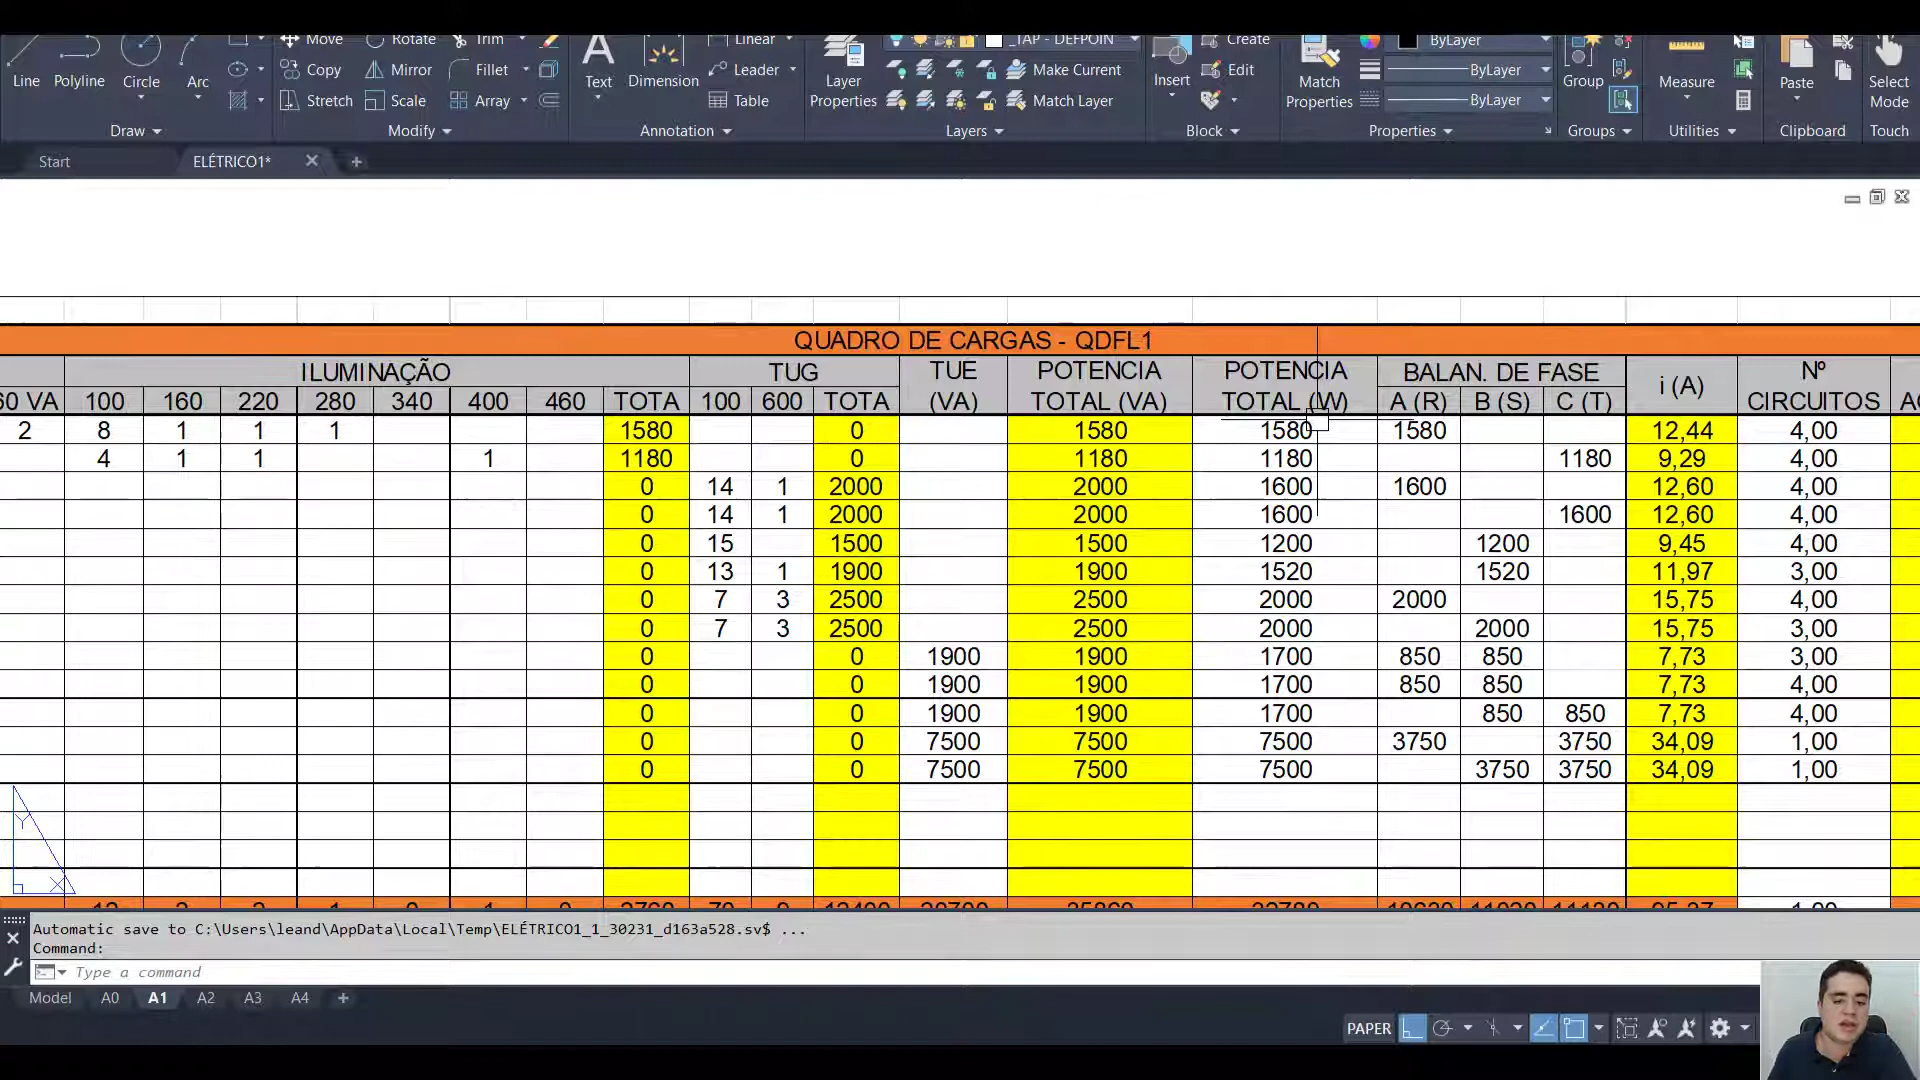 Move Rotate Trim Linear _TAP - DEFPOIN Create ByLayer
Line Polyline Circle Arc Copy Mirror Fillet Text Dimension Leader Layer Properties Make Current Insert Edit Match Properties ByLayer Group Measure Paste Select Mode
Stretch Scale Array Table Match Layer ByLayer
Draw Modify Annotation Layers Block Properties Groups Utilities Clipboard Touch
Start ELÉTRICO1*
QUADRO DE CARGAS - QDFL1
ILUMINAÇÃO TUG TUE (VA) POTENCIA TOTAL (VA) POTENCIA TOTAL (W) BALAN. DE FASE i (A) Nº CIRCUITOS
60 VA 100 160 220 280 340 400 460 TOTA 100 600 TOTA A (R) B (S) C (T)
2 8 1 1 1 1580 0 1580 1580 1580 12,44 4,00
4 1 1 1 1180 0 1180 1180 1180 9,29 4,00
0 14 1 2000 2000 1600 1600 12,60 4,00
0 14 1 2000 2000 1600 1600 12,60 4,00
0 15 1500 1500 1200 1200 9,45 4,00
0 13 1 1900 1900 1520 1520 11,97 3,00
0 7 3 2500 2500 2000 2000 15,75 4,00
0 7 3 2500 2500 2000 2000 15,75 3,00
0 0 1900 1900 1700 850 850 7,73 3,00
0 0 1900 1900 1700 850 850 7,73 4,00
0 0 1900 1900 1700 850 850 7,73 4,00
0 0 7500 7500 7500 3750 3750 34,09 1,00
0 0 7500 7500 7500 3750 3750 34,09 1,00
Y
X
Automatic save to C:\Users\leand\AppData\Local\Temp\ELÉTRICO1_1_30231_d163a528.sv$ ...
Command:
Type a command
Model A0 A1 A2 A3 A4
PAPER